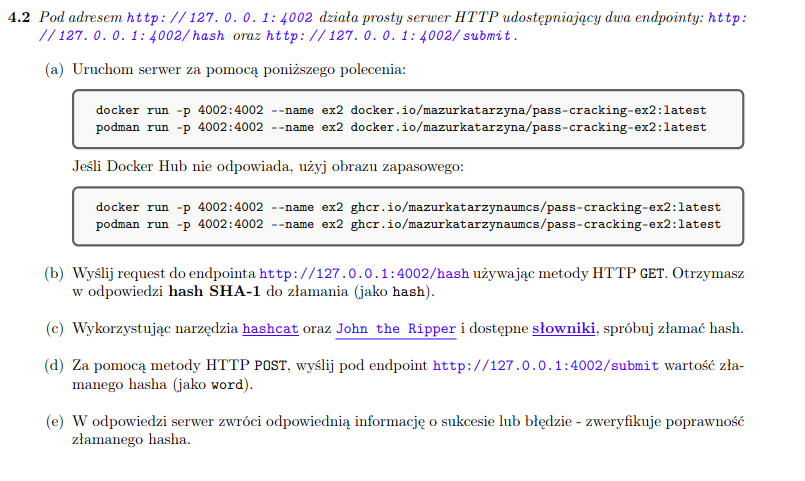 4.2 Pod adresem http://127.0.0.1:4002 działa prosty serwer HTTP udostępniający dwa endpointy: http:
//127.0.0.1:4002/hash oraz http://127.0.0.1:4002/submit.
(a) Uruchom serwer za pomocą poniższego polecenia:
docker run -p 4002:4002 --name ex2 docker.io/mazurkatarzyna/pass-cracking-ex2:latest
podman run -p 4002:4002 --name ex2 docker.io/mazurkatarzyna/pass-cracking-ex2:latest
Jeśli Docker Hub nie odpowiada, użyj obrazu zapasowego:
docker run -p 4002:4002 --name ex2 ghcr.io/mazurkatarzynaumcs/pass-cracking-ex2:latest
podman run -p 4002:4002 --name ex2 ghcr.io/mazurkatarzynaumcs/pass-cracking-ex2:latest
(b) Wyślij request do endpointa http://127.0.0.1:4002/hash używając metody HTTP GET. Otrzymasz
w odpowiedzi hash SHA-1 do złamania (jako hash).
(c) Wykorzystując narzędzia hashcat oraz John the Ripper i dostępne słowniki, spróbuj złamać hash.
(d) Za pomocą metody HTTP POST, wyślij pod endpoint http://127.0.0.1:4002/submit wartość zła-
manego hasha (jako word).
(e) W odpowiedzi serwer zwróci odpowiednią informację o sukcesie lub błędzie - zweryfikuje poprawność
złamanego hasha.